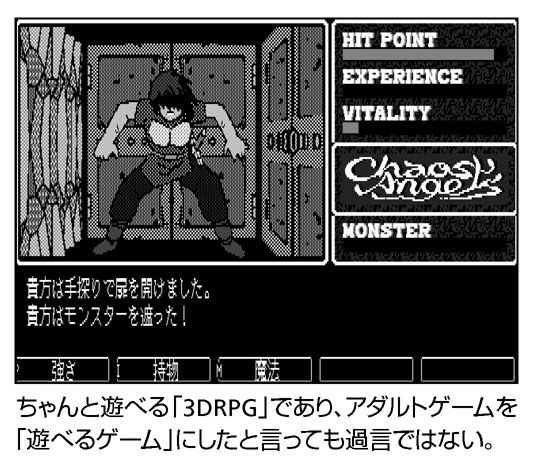 HIT POINT
EXPERIENCE
VITALITY
Chaos
Angels
MONSTER
貴方は手探りで扉を開けました。
貴方はモンスターを遮った！
P 強さ I 持物 M 魔法
ちゃんと遊べる「3DRPG」であり、アダルトゲームを
「遊べるゲーム」にしたと言っても過言ではない。